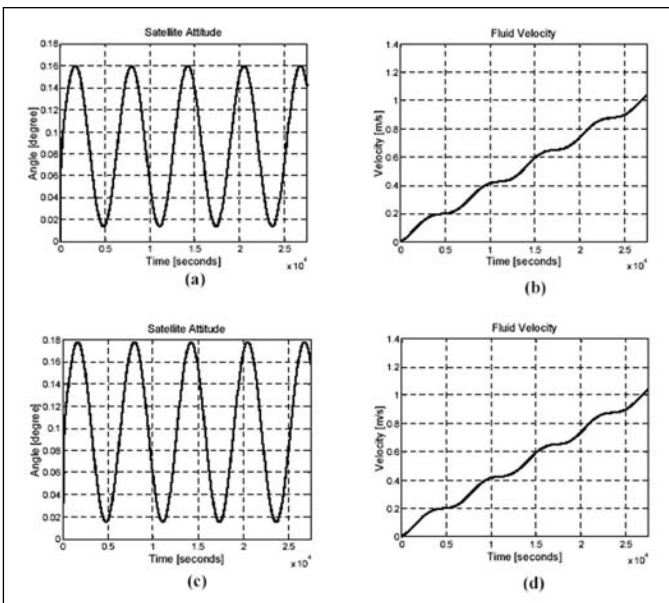 Satellite Attitude
0.18
0.16
0.14
0.12
0.1
0.08
0.06
0.04
0.02
0
Angle [degree]
0 0.5 1 1.5 2 2.5
Time [seconds]
x 10⁴
(a)
Fluid Velocity
1.4
1.2
1
0.8
0.6
0.4
0.2
0
Velocity [m/s]
0 0.5 1 1.5 2 2.5
Time [seconds]
x 10⁴
(b)
Satellite Attitude
0.18
0.16
0.14
0.12
0.1
0.08
0.06
0.04
0.02
0
Angle [degree]
0 0.5 1 1.5 2 2.5
Time [seconds]
x 10⁴
(c)
Fluid Velocity
1.4
1.2
1
0.8
0.6
0.4
0.2
0
Velocity [m/s]
0 0.5 1 1.5 2 2.5
Time [seconds]
x 10⁴
(d)